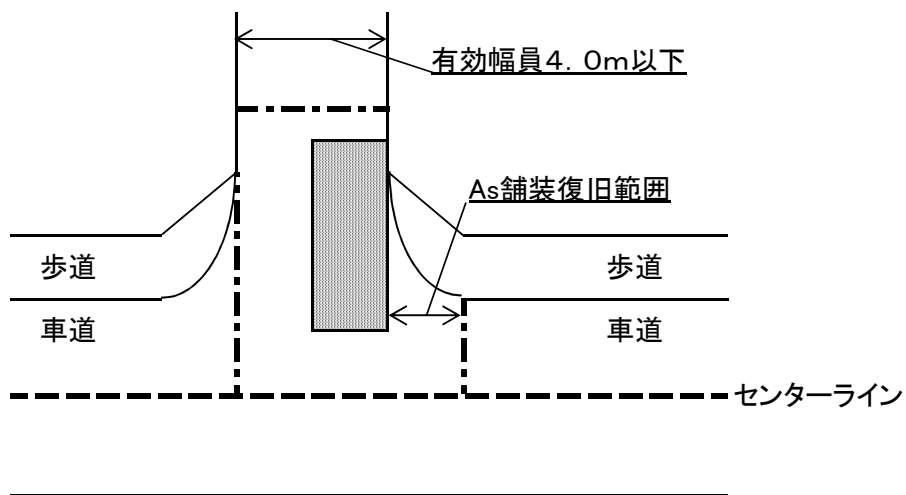 有効幅員4．0m以下
As舗装復旧範囲
歩道
歩道
車道
車道
センターライン